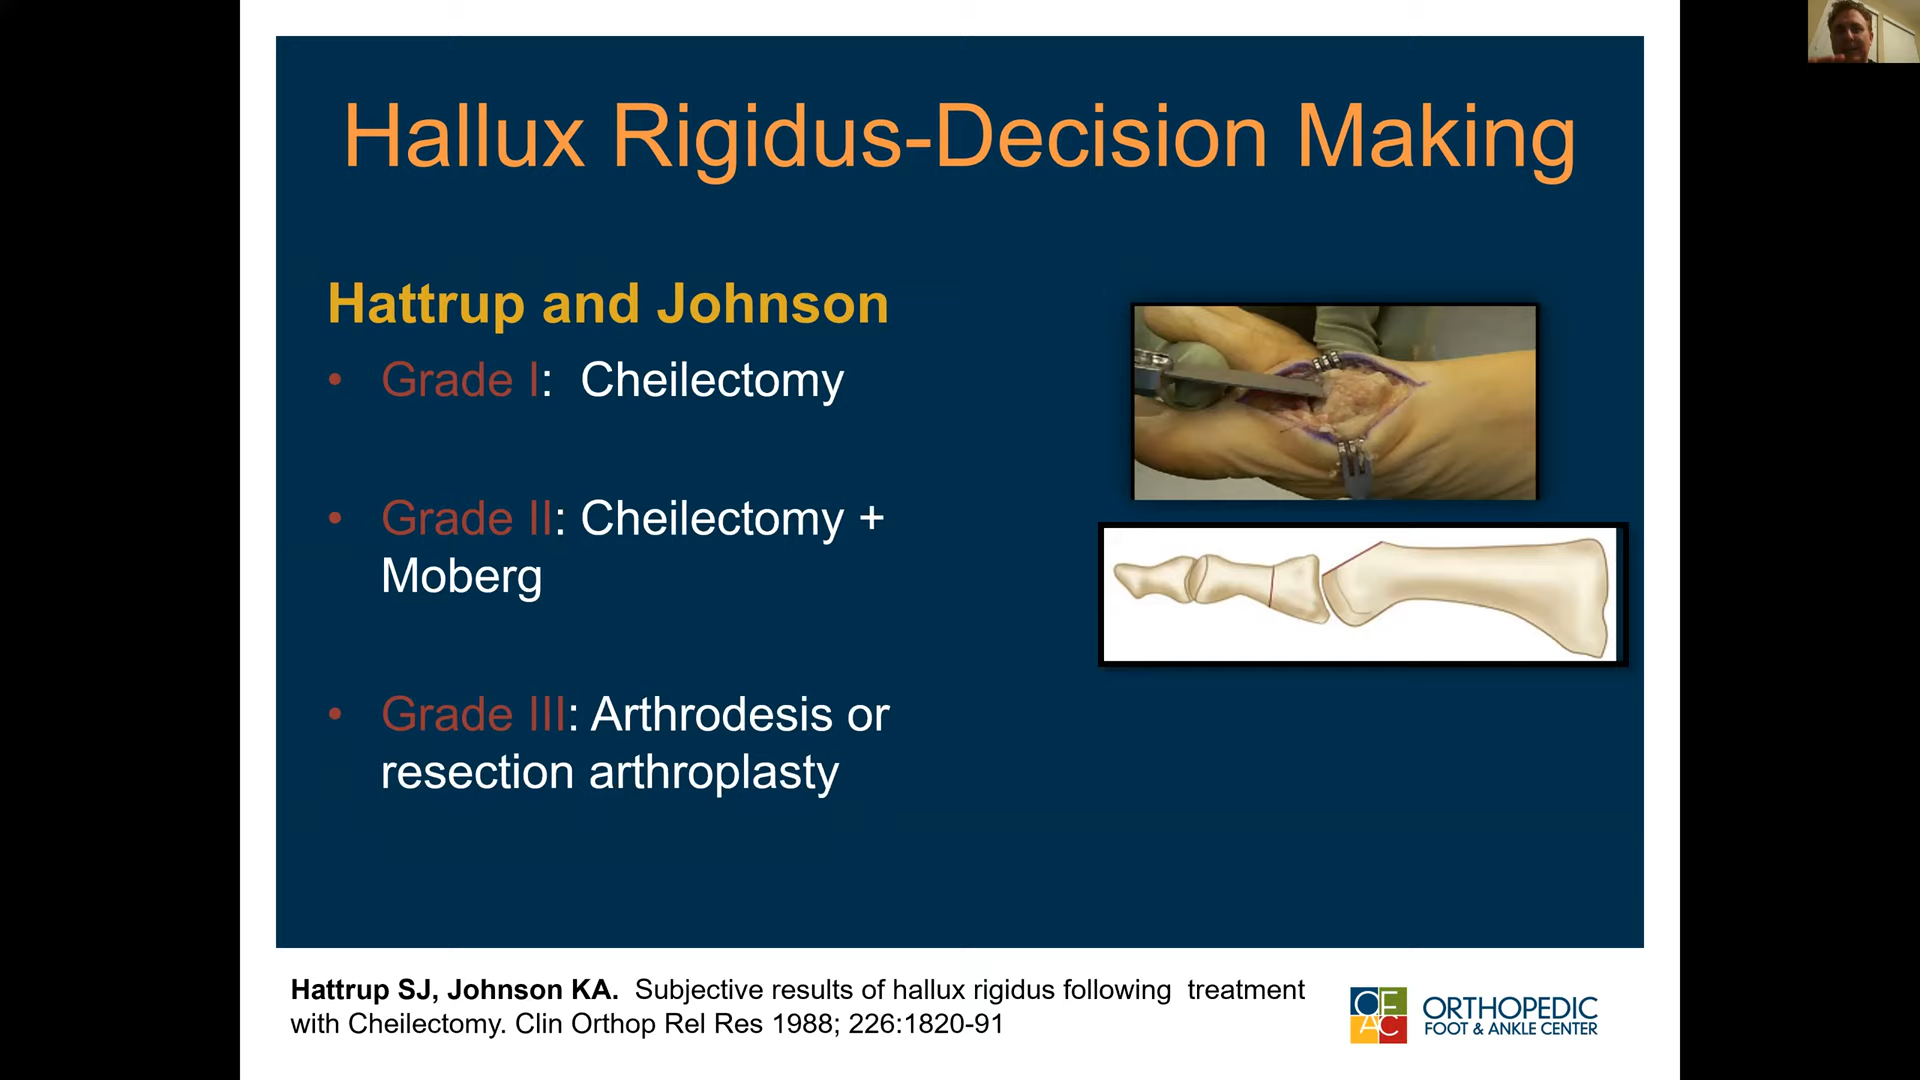 Hallux Rigidus-Decision Making
Hattrup and Johnson
• Grade I: Cheilectomy
• Grade II: Cheilectomy +
Moberg
• Grade III: Arthrodesis or
resection arthroplasty
Hattrup SJ, Johnson KA. Subjective results of hallux rigidus following treatment
with Cheilectomy. Clin Orthop Rel Res 1988; 226:1820-91
OF
AC
ORTHOPEDIC
FOOT & ANKLE CENTER